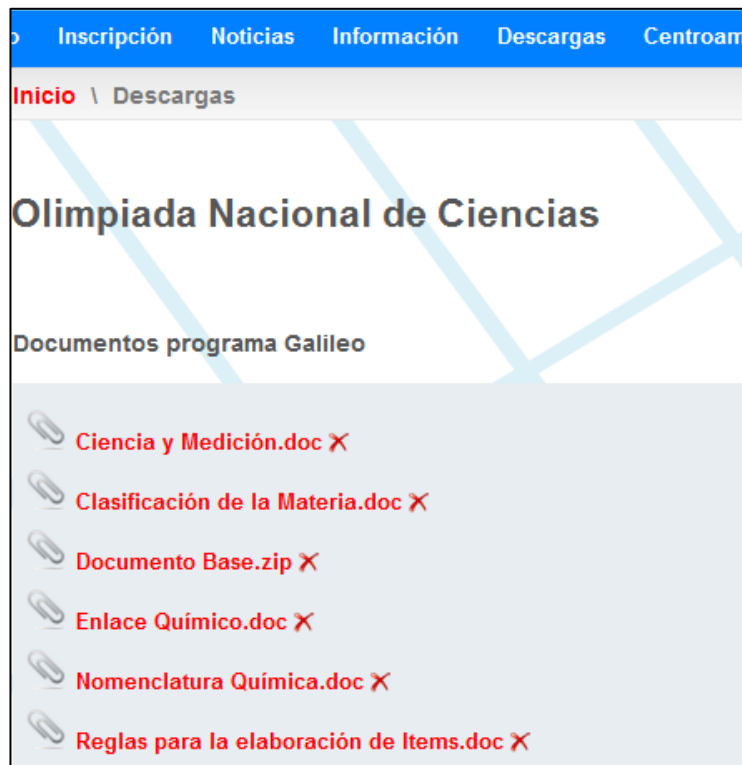 o Inscripción Noticias Información Descargas Centroam
Inicio \ Descargas
Olimpiada Nacional de Ciencias
Documentos programa Galileo
Ciencia y Medición.doc
Clasificación de la Materia.doc
Documento Base.zip
Enlace Químico.doc
Nomenclatura Química.doc
Reglas para la elaboración de Items.doc